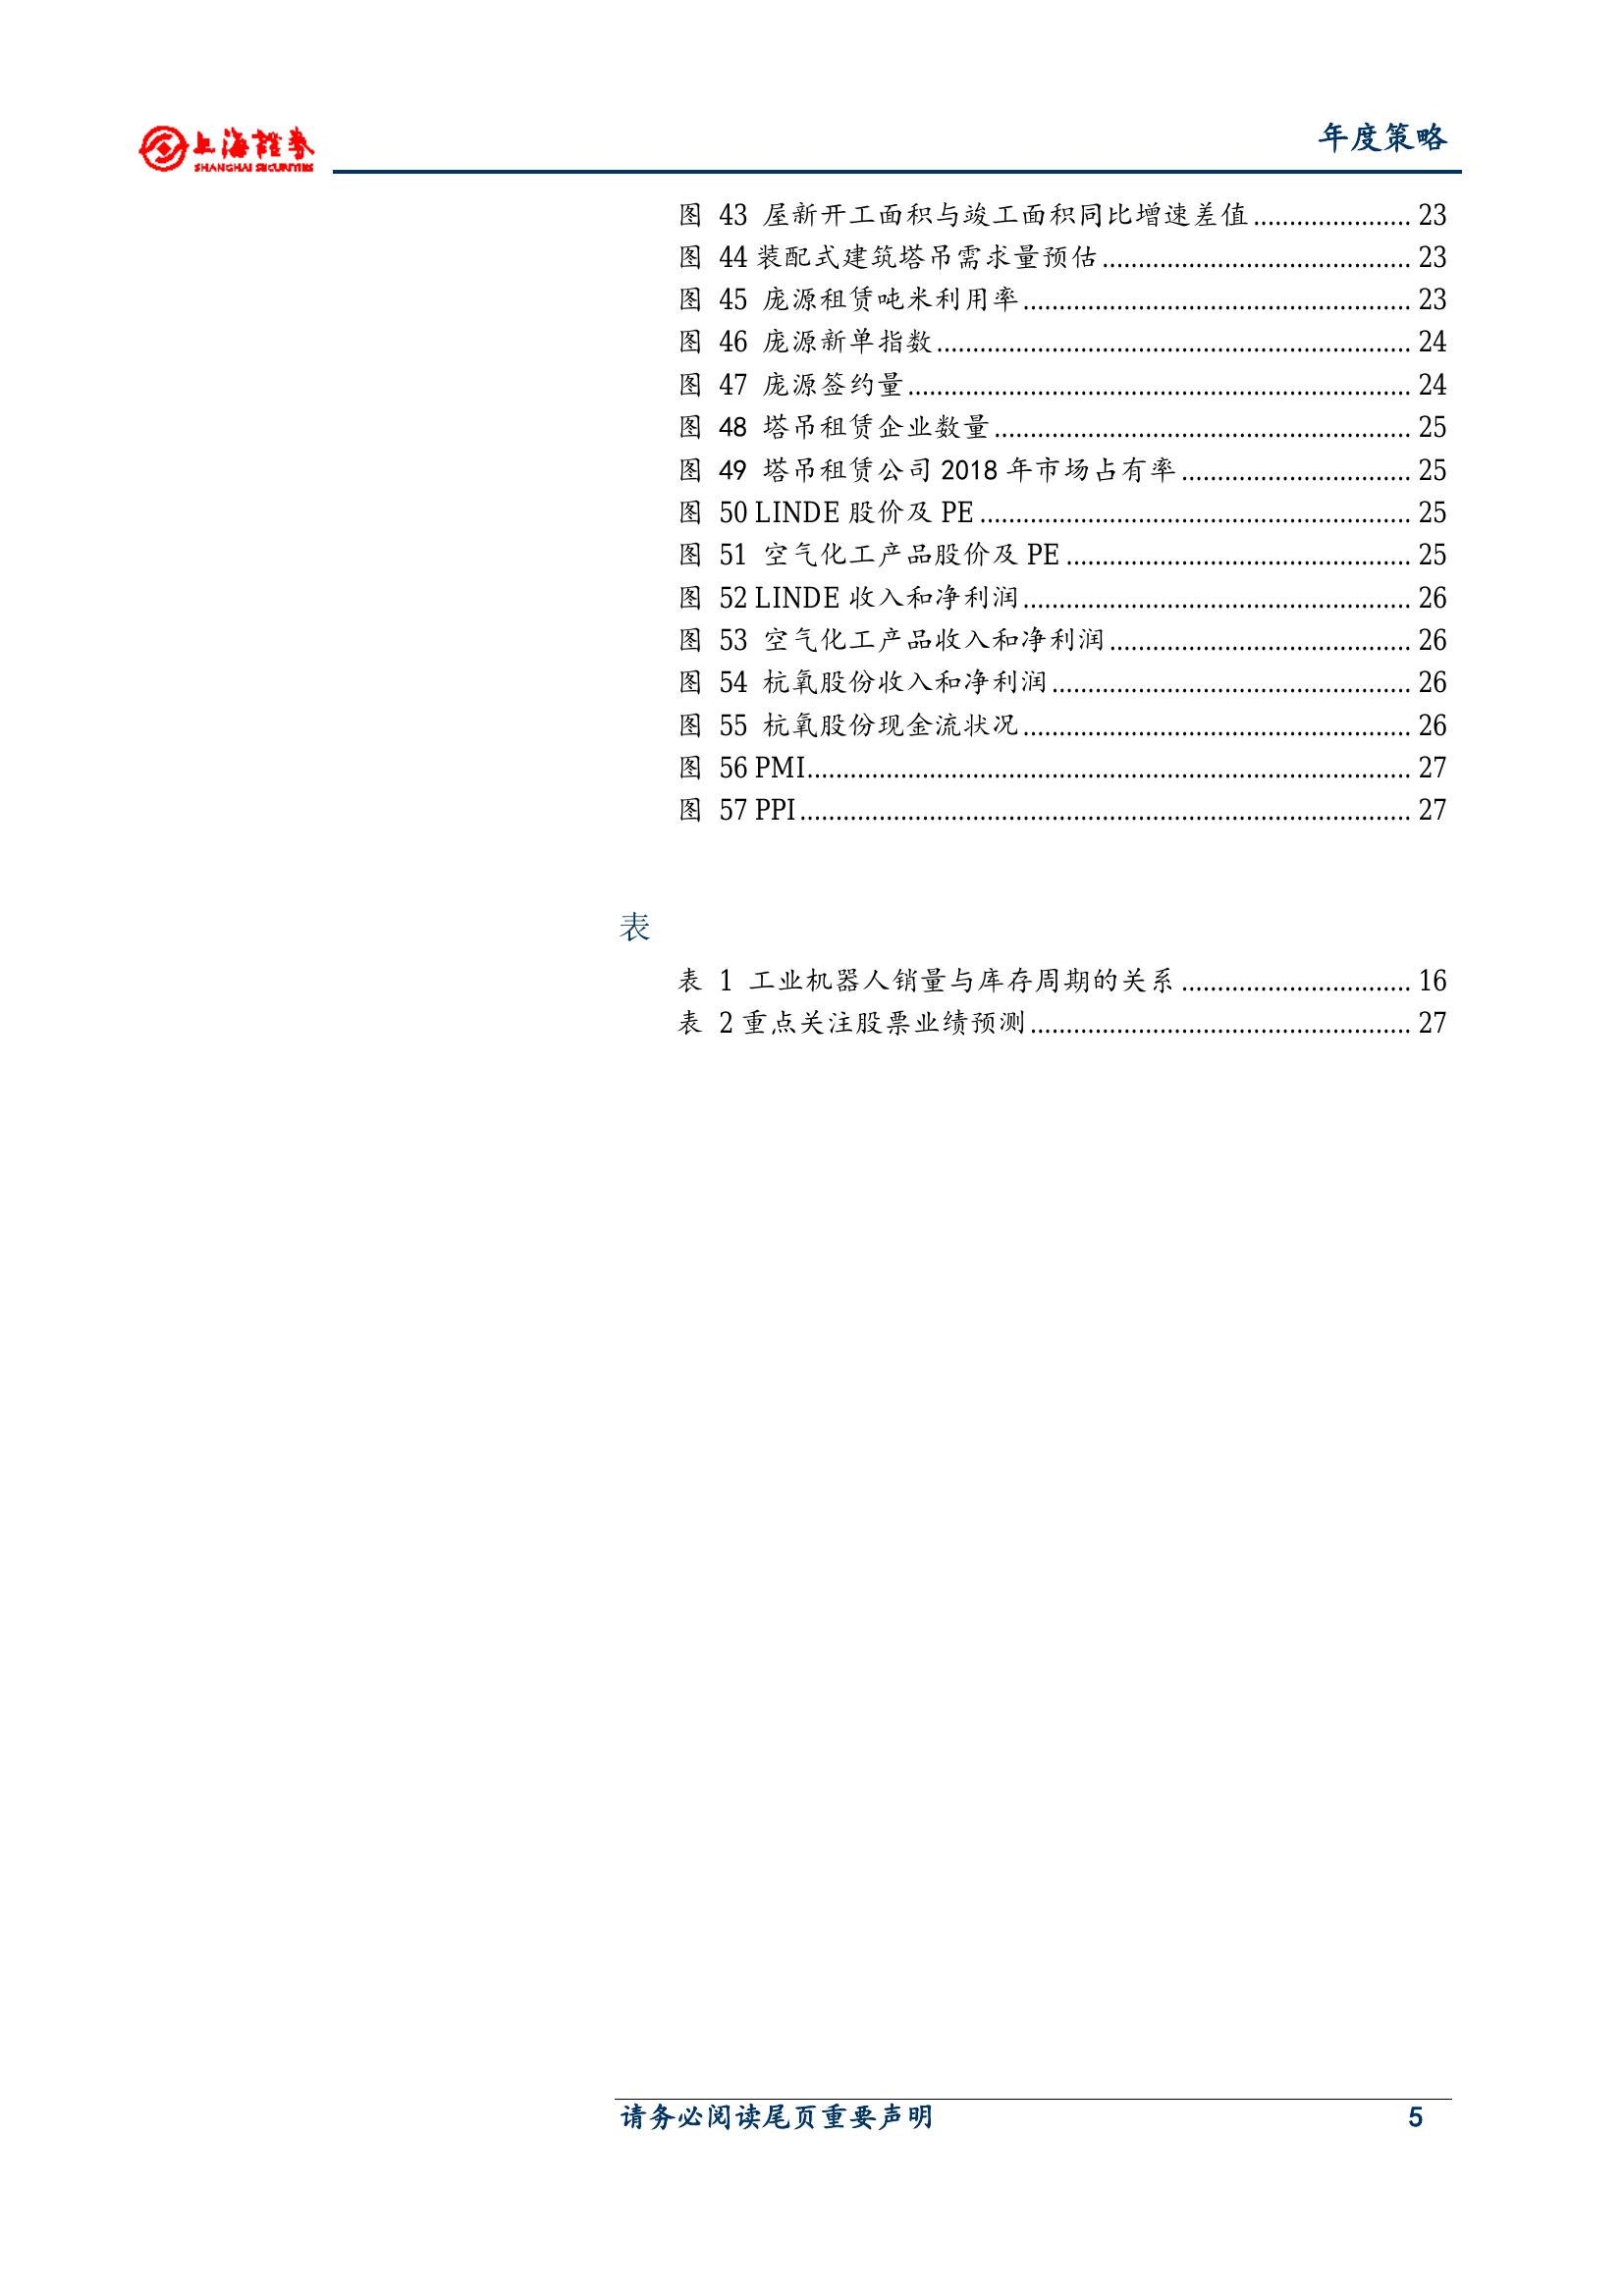 上海證券
SHANGHAI SECURITIES
年度策略
图 43 屋新开工面积与竣工面积同比增速差值...................... 23
图 44 装配式建筑塔吊需求量预估........................................... 23
图 45 庞源租赁吨米利用率...................................................... 23
图 46 庞源新单指数.................................................................. 24
图 47 庞源签约量...................................................................... 24
图 48 塔吊租赁企业数量.......................................................... 25
图 49 塔吊租赁公司 2018 年市场占有率................................ 25
图 50 LINDE 股价及 PE............................................................ 25
图 51 空气化工产品股价及 PE................................................ 25
图 52 LINDE 收入和净利润...................................................... 26
图 53 空气化工产品收入和净利润.......................................... 26
图 54 杭氧股份收入和净利润.................................................. 26
图 55 杭氧股份现金流状况...................................................... 26
图 56 PMI.................................................................................... 27
图 57 PPI..................................................................................... 27
表
表 1 工业机器人销量与库存周期的关系................................ 16
表 2 重点关注股票业绩预测..................................................... 27
请务必阅读尾页重要声明 5